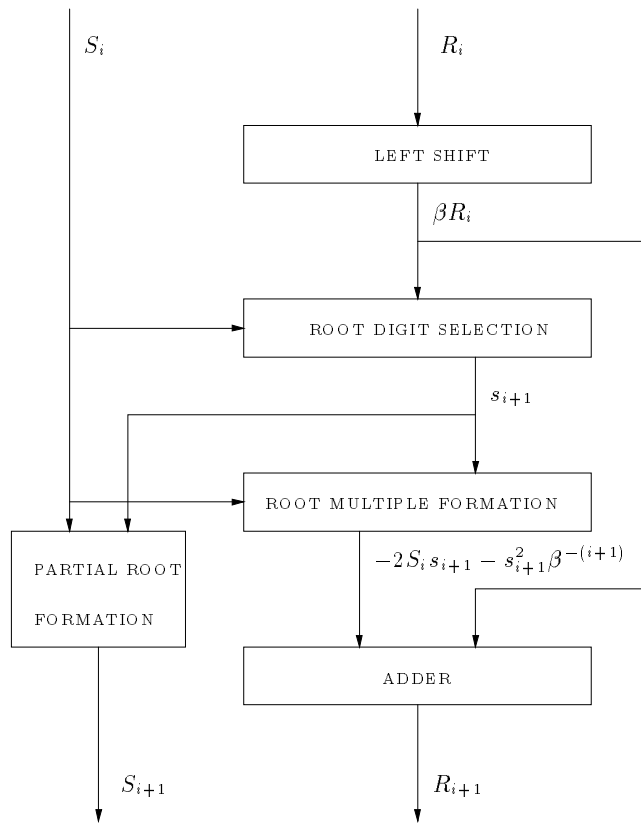 S_i
R_i
LEFT SHIFT
βR_i
ROOT DIGIT SELECTION
s_{i+1}
ROOT MULTIPLE FORMATION
−2S_i s_{i+1} − s_{i+1}^2 β^{−(i+1)}
PARTIAL ROOT
FORMATION
ADDER
S_{i+1}
R_{i+1}